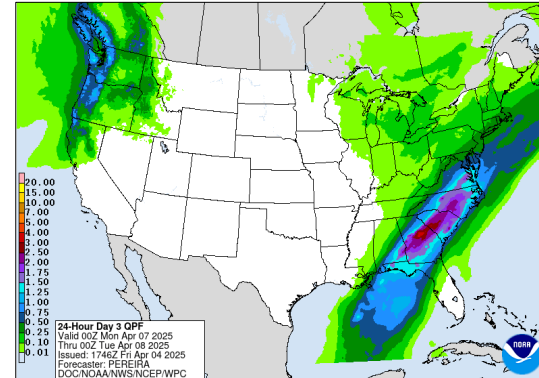 20.00
15.00
10.00
7.00
5.00
4.00
3.00
2.50
2.00
1.75
1.50
1.25
1.00
0.75
0.50
0.25
0.10
0.01
24-Hour Day 3 QPF
Valid 00Z Mon Apr 07 2025
Thru 00Z Tue Apr 08 2025
Issued: 1746Z Fri Apr 04 2025
Forecaster: PEREIRA
DOC/NOAA/NWS/NCEP/WPC
NOAA